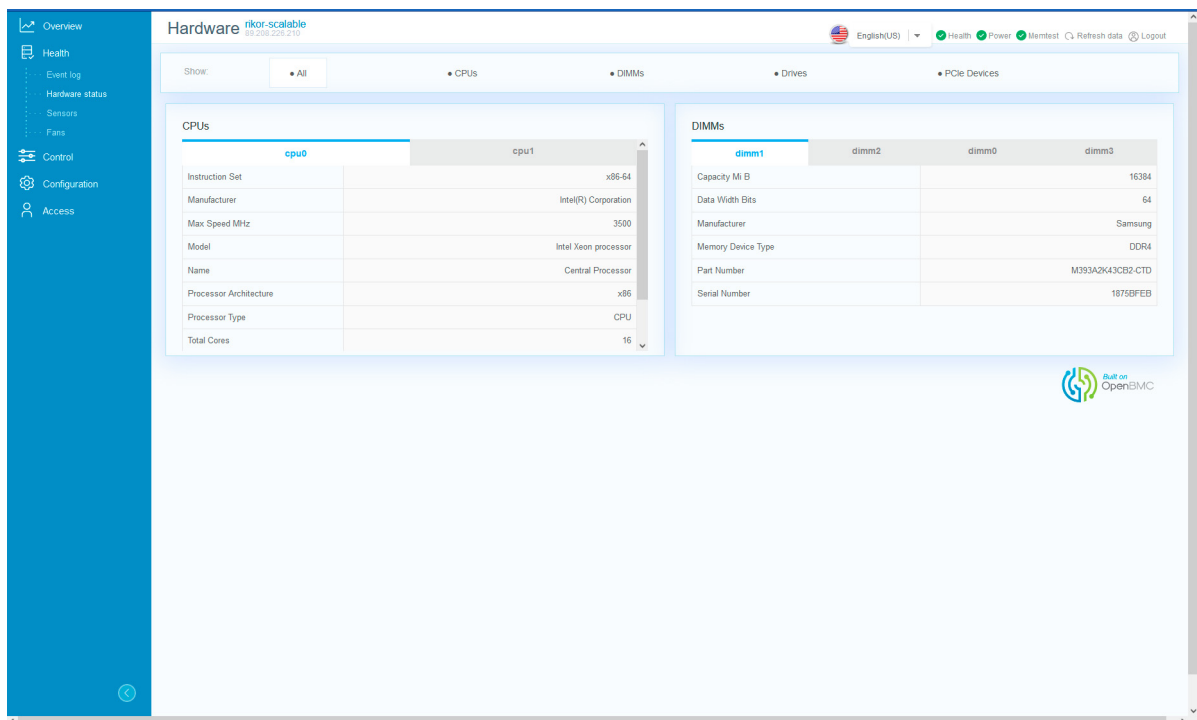 Overview
Health
Event log
Hardware status
Sensors
Fans
Control
Configuration
Access
Hardware rikor-scalable
88.208.228.210
English(US) Health Power Memtest Refresh data Logout
Show: All CPUs DIMMs Drives PCIe Devices
CPUs
cpu0 cpu1
Instruction Set x86-64
Manufacturer Intel(R) Corporation
Max Speed MHz 3500
Model Intel Xeon processor
Name Central Processor
Processor Architecture x86
Processor Type CPU
Total Cores 16
DIMMs
dimm1 dimm2 dimm0 dimm3
Capacity Mi B 16384
Data Width Bits 64
Manufacturer Samsung
Memory Device Type DDR4
Part Number M393A2K43CB2-CTD
Serial Number 1875BFEB
Built on
OpenBMC